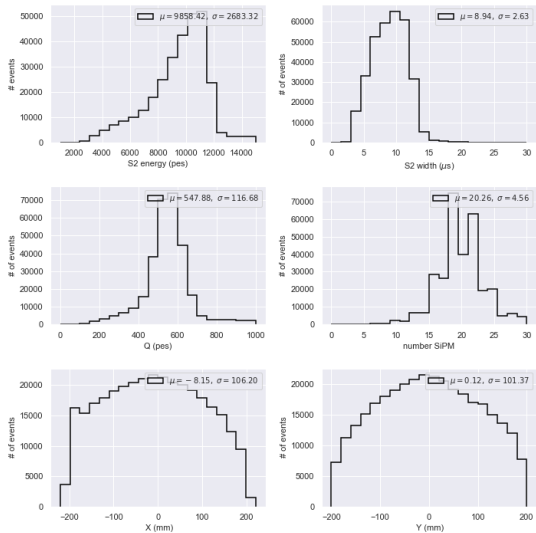 μ = 9858.42, σ = 2683.32
50000
40000
30000
20000
10000
0
# of events
2000 4000 6000 8000 10000 12000 14000
S2 energy (pes)
μ = 8.94, σ = 2.63
60000
50000
40000
30000
20000
10000
0
# of events
0 5 10 15 20 25 30
S2 width (μs)
μ = 547.88, σ = 116.68
70000
60000
50000
40000
30000
20000
10000
0
# of events
0 200 400 600 800 1000
Q (pes)
μ = 20.26, σ = 4.56
70000
60000
50000
40000
30000
20000
10000
0
# of events
0 5 10 15 20 25 30
number SiPM
μ = −8.15, σ = 106.20
20000
15000
10000
5000
0
# of events
−200 −100 0 100 200
X (mm)
μ = 0.12, σ = 101.37
20000
15000
10000
5000
0
# of events
−200 −100 0 100 200
Y (mm)